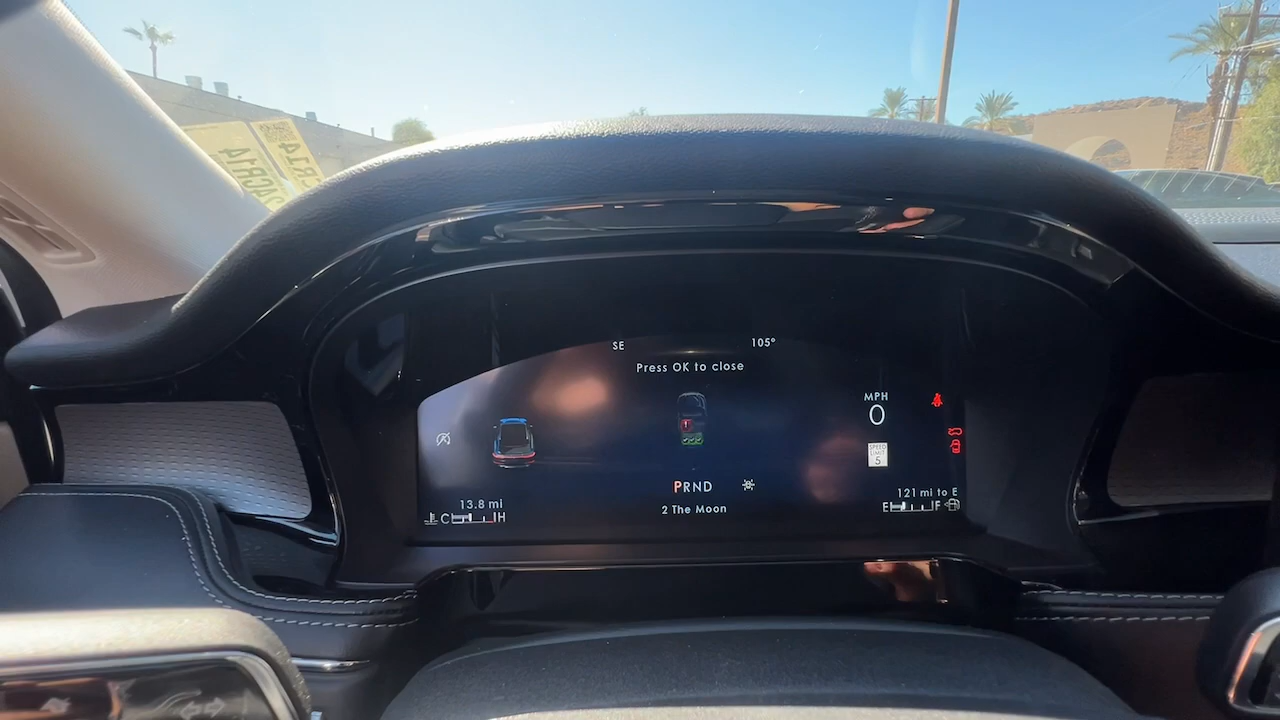 SE
105°
Press OK to close
MPH
0
SPEED
LIMIT
5
PRND
2 The Moon
13.8 mi
C H
121 mi to E
E F